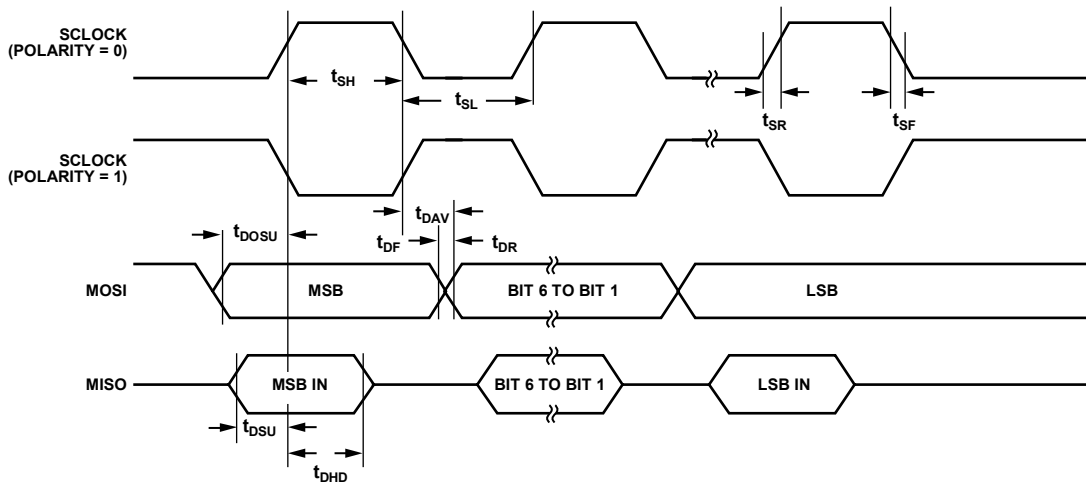 SCLOCK
(POLARITY = 0)
tSH
tSL
tSR
tSF
SCLOCK
(POLARITY = 1)
tDAV
tDOSU
tDF
tDR
MOSI
MSB
BIT 6 TO BIT 1
LSB
MISO
MSB IN
BIT 6 TO BIT 1
LSB IN
tDSU
tDHD